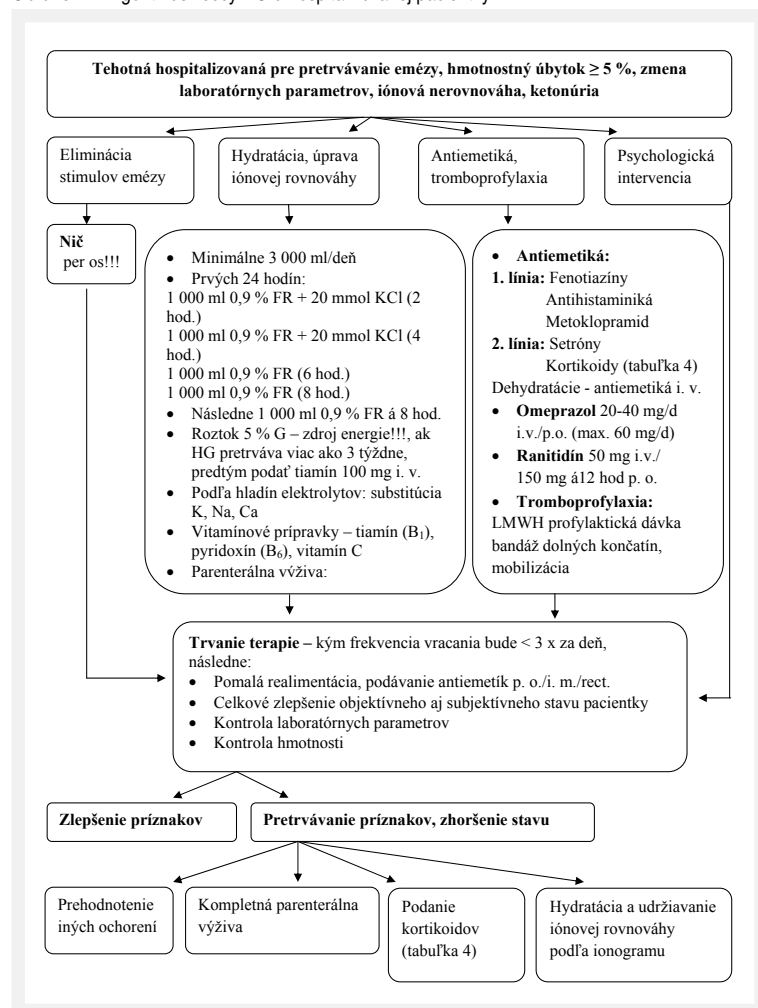 Tehotná hospitalizovaná pre pretrvávanie emézy, hmotnostný úbytok ≥ 5 %, zmena
laboratórnych parametrov, iónová nerovnováha, ketonúria
Eliminácia
stimulov emézy
Hydratácia, úprava
iónovej rovnováhy
Antiemetiká,
tromboprofylaxia
Psychologická
intervencia
Nič
per os!!!
• Minimálne 3 000 ml/deň
• Prvých 24 hodín:
1 000 ml 0,9 % FR + 20 mmol KCl (2
hod.)
1 000 ml 0,9 % FR + 20 mmol KCl (4
hod.)
1 000 ml 0,9 % FR (6 hod.)
1 000 ml 0,9 % FR (8 hod.)
• Následne 1 000 ml 0,9 % FR á 8 hod.
• Roztok 5 % G – zdroj energie!!!, ak
HG pretrváva viac ako 3 týždne,
predtým podať tiamín 100 mg i. v.
• Podľa hladín elektrolytov: substitúcia
K, Na, Ca
• Vitamínové prípravky – tiamín (B₁),
pyridoxín (B₆), vitamín C
• Parenterálna výživa:
• Antiemetiká:
1. línia: Fenotiazíny
Antihistaminiká
Metoklopramid
2. línia: Setróny
Kortikoidy (tabuľka 4)
Dehydratácie - antiemetiká i. v.
• Omeprazol 20-40 mg/d
i.v./p.o. (max. 60 mg/d)
• Ranitidín 50 mg i.v./
150 mg á12 hod p. o.
• Tromboprofylaxia:
LMWH profylaktická dávka
bandáž dolných končatín,
mobilizácia
Trvanie terapie – kým frekvencia vracania bude < 3 x za deň,
následne:
• Pomalá realimentácia, podávanie antiemetík p. o./i. m./rect.
• Celkové zlepšenie objektívneho aj subjektívneho stavu pacientky
• Kontrola laboratórnych parametrov
• Kontrola hmotnosti
Zlepšenie príznakov
Pretrvávanie príznakov, zhoršenie stavu
Prehodnotenie
iných ochorení
Kompletná parenterálna
výživa
Podanie
kortikoidov
(tabuľka 4)
Hydratácia a udržiavanie
iónovej rovnováhy
podľa ionogramu